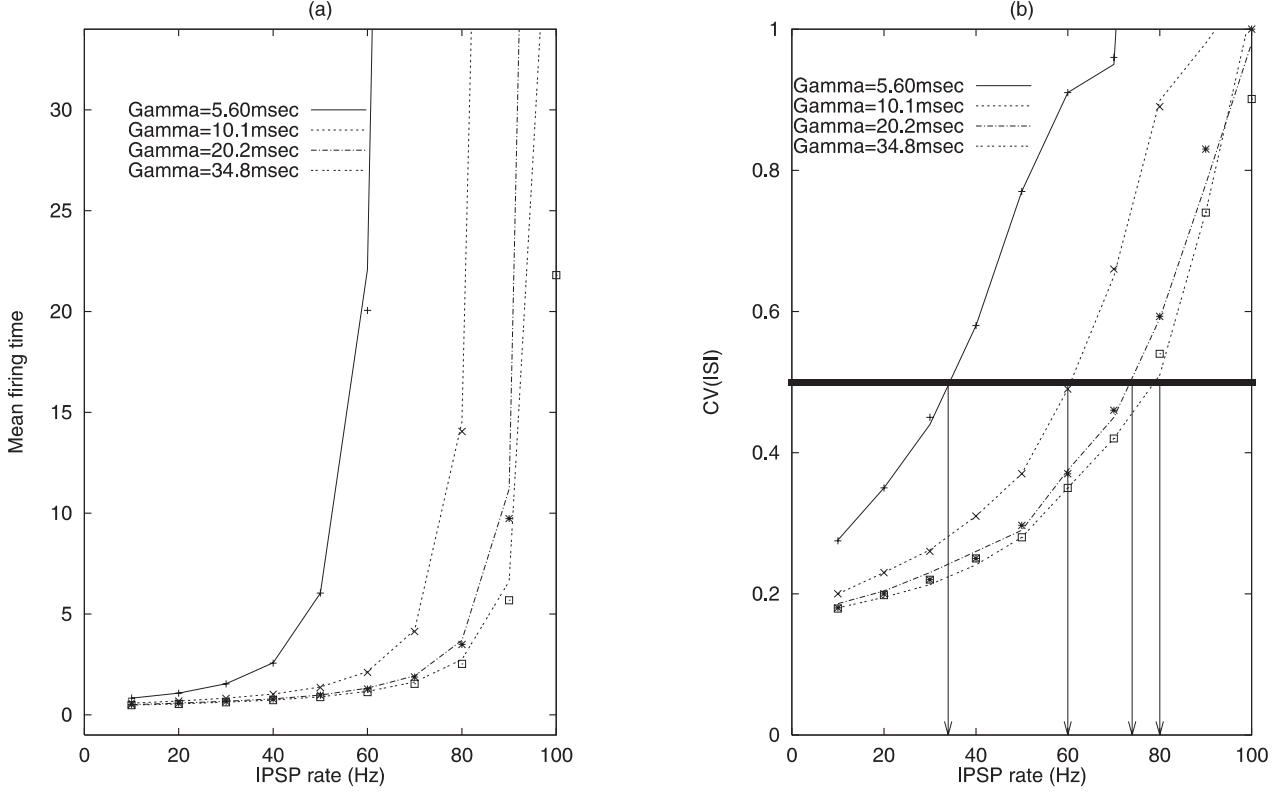 (a)
Mean firing time
30
25
20
15
10
5
0
Gamma=5.60msec
Gamma=10.1msec
Gamma=20.2msec
Gamma=34.8msec
0 20 40 60 80 100
IPSP rate (Hz)
(b)
CV(ISI)
1
0.8
0.6
0.4
0.2
0
Gamma=5.60msec
Gamma=10.1msec
Gamma=20.2msec
Gamma=34.8msec
0 20 40 60 80 100
IPSP rate (Hz)